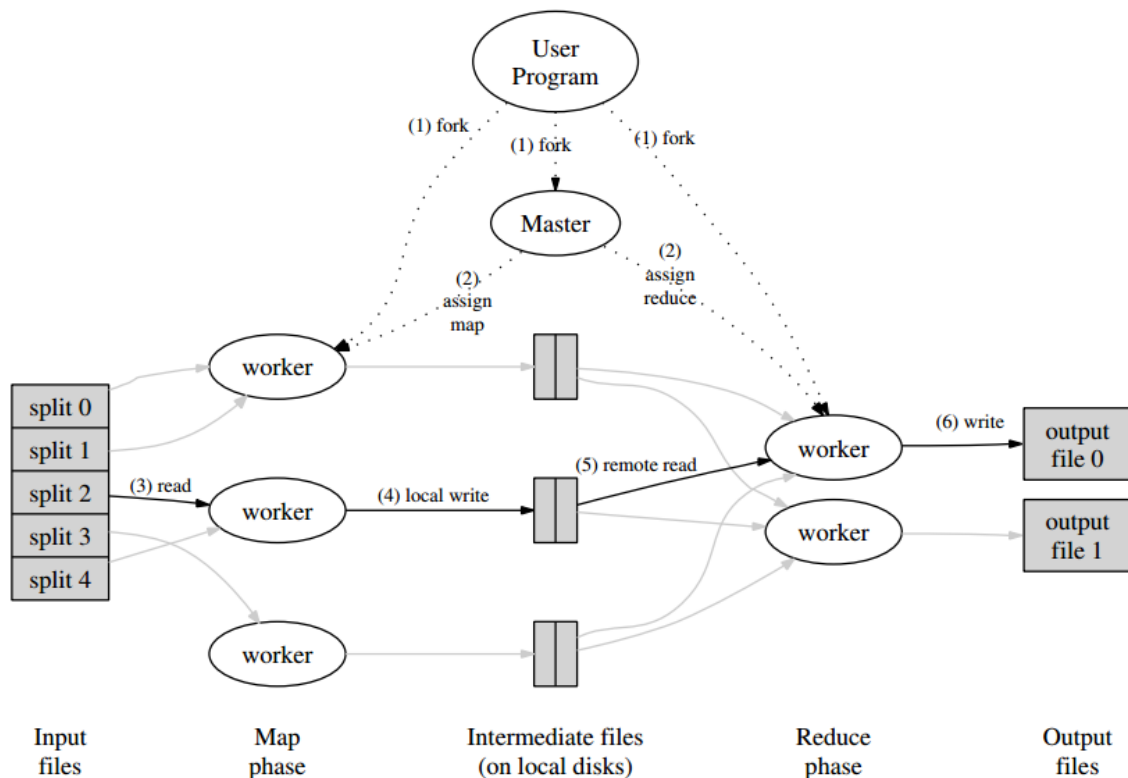 User
Program
(1) fork
(1) fork
(1) fork
Master
(2)
assign
map
(2)
assign
reduce
worker
split 0
split 1
split 2
split 3
split 4
(3) read
worker
(4) local write
(5) remote read
worker
(6) write
output
file 0
worker
output
file 1
worker
Input
files
Map
phase
Intermediate files
(on local disks)
Reduce
phase
Output
files